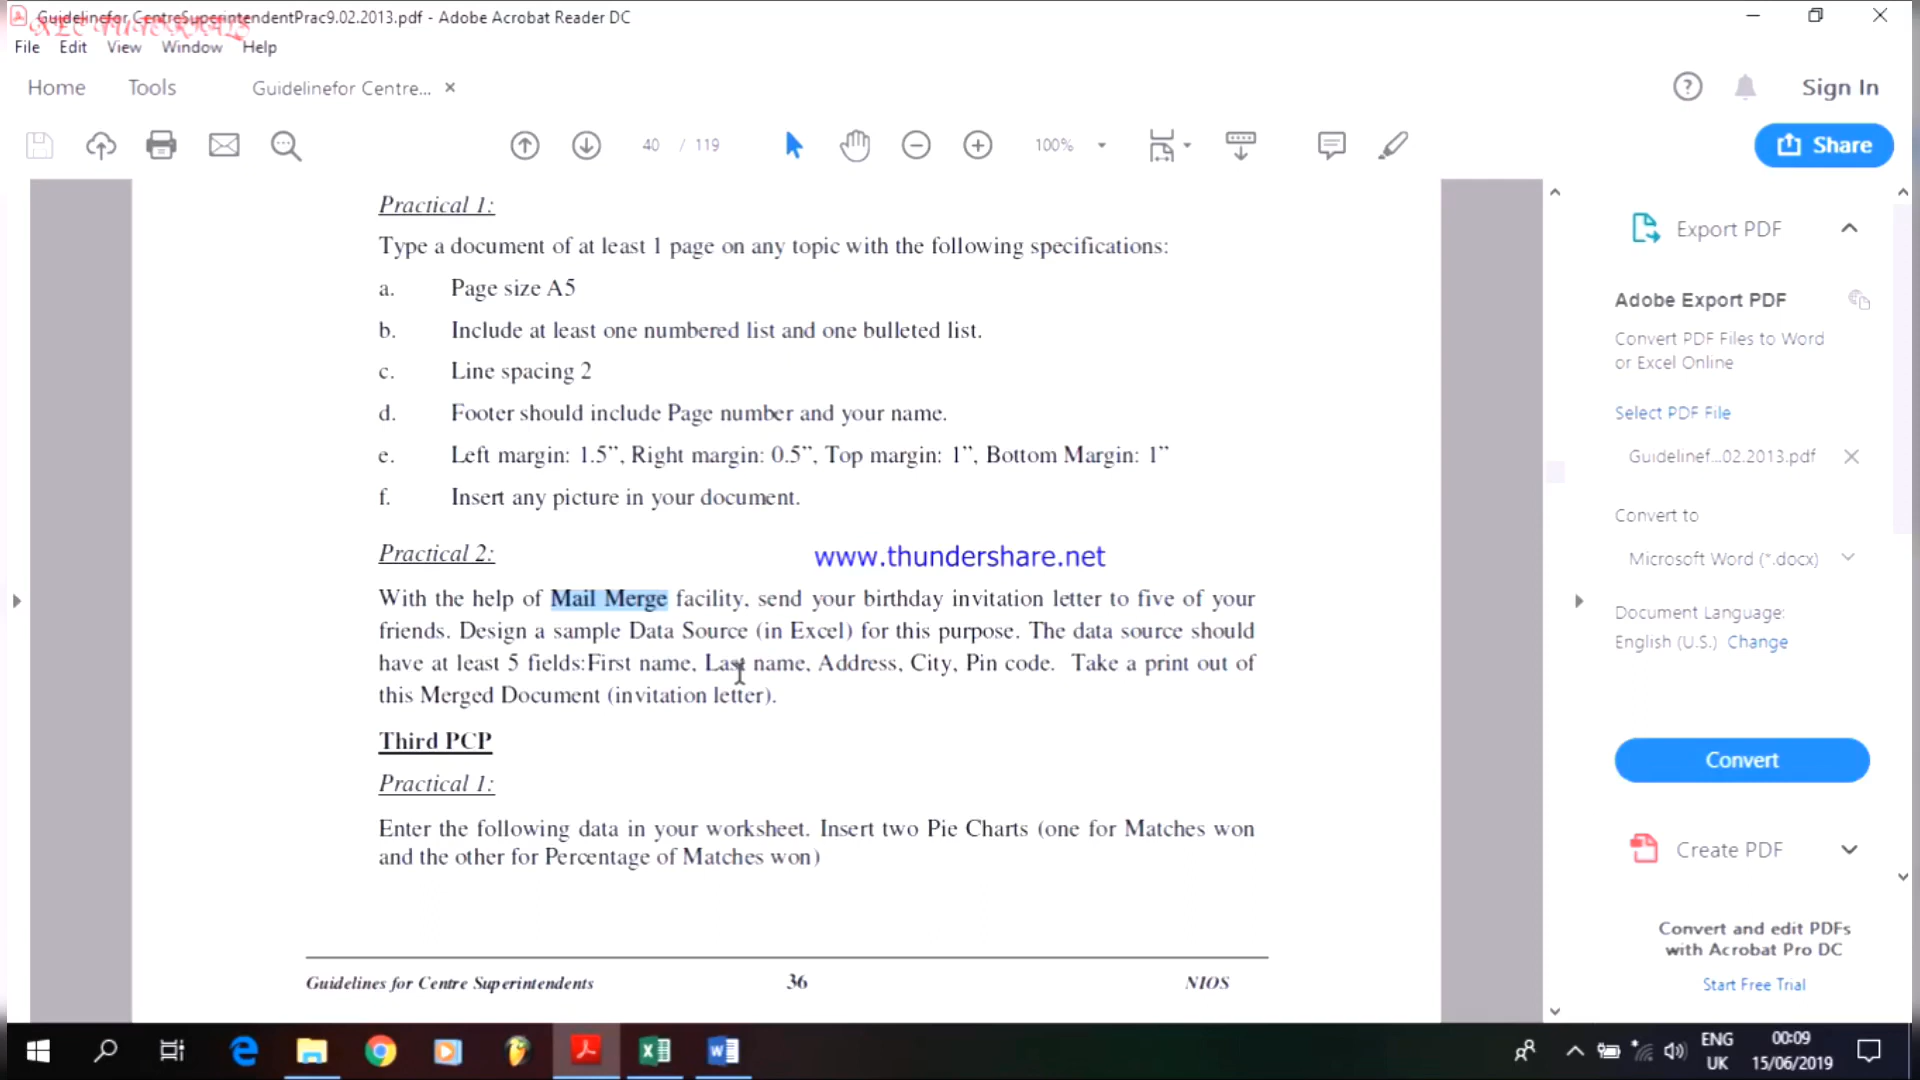 Guidelinefor CentreSuperintendentPrac9.02.2013.pdf - Adobe Acrobat Reader DC
File Edit View Window Help
Home Tools Guidelinefor Centre... Sign In
40 / 119 100% Share
Practical 1:
Type a document of at least 1 page on any topic with the following specifications:
a. Page size A5
b. Include at least one numbered list and one bulleted list.
c. Line spacing 2
d. Footer should include Page number and your name.
e. Left margin: 1.5”, Right margin: 0.5”, Top margin: 1”, Bottom Margin: 1”
f. Insert any picture in your document.
Practical 2:
www.thundershare.net
With the help of Mail Merge facility, send your birthday invitation letter to five of your
friends. Design a sample Data Source (in Excel) for this purpose. The data source should
have at least 5 fields:First name, Last name, Address, City, Pin code. Take a print out of
this Merged Document (invitation letter).
Third PCP
Practical 1:
Enter the following data in your worksheet. Insert two Pie Charts (one for Matches won
and the other for Percentage of Matches won)
Guidelines for Centre Superintendents 36 NIOS
Export PDF
Adobe Export PDF
Convert PDF Files to Word
or Excel Online
Select PDF File
Guidelinef...02.2013.pdf
Convert to
Microsoft Word (*.docx)
Document Language:
English (U.S.) Change
Convert
Create PDF
Convert and edit PDFs
with Acrobat Pro DC
Start Free Trial
ENG 00:09
UK 15/06/2019